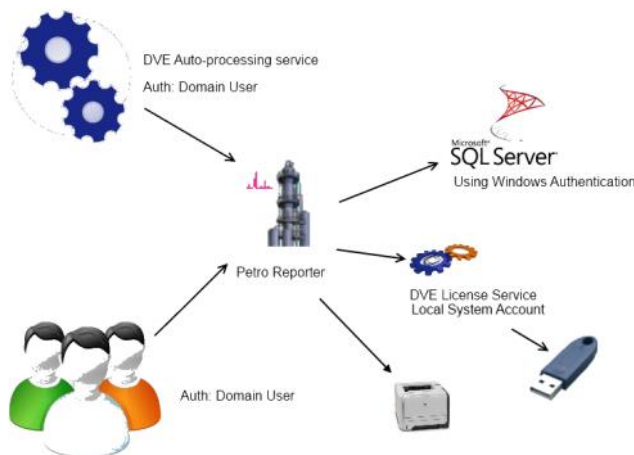 DVE Auto-processing service
Auth: Domain User
Microsoft®
SQL Server
Using Windows Authentication
Petro Reporter
DVE License Service
Local System Account
Auth: Domain User